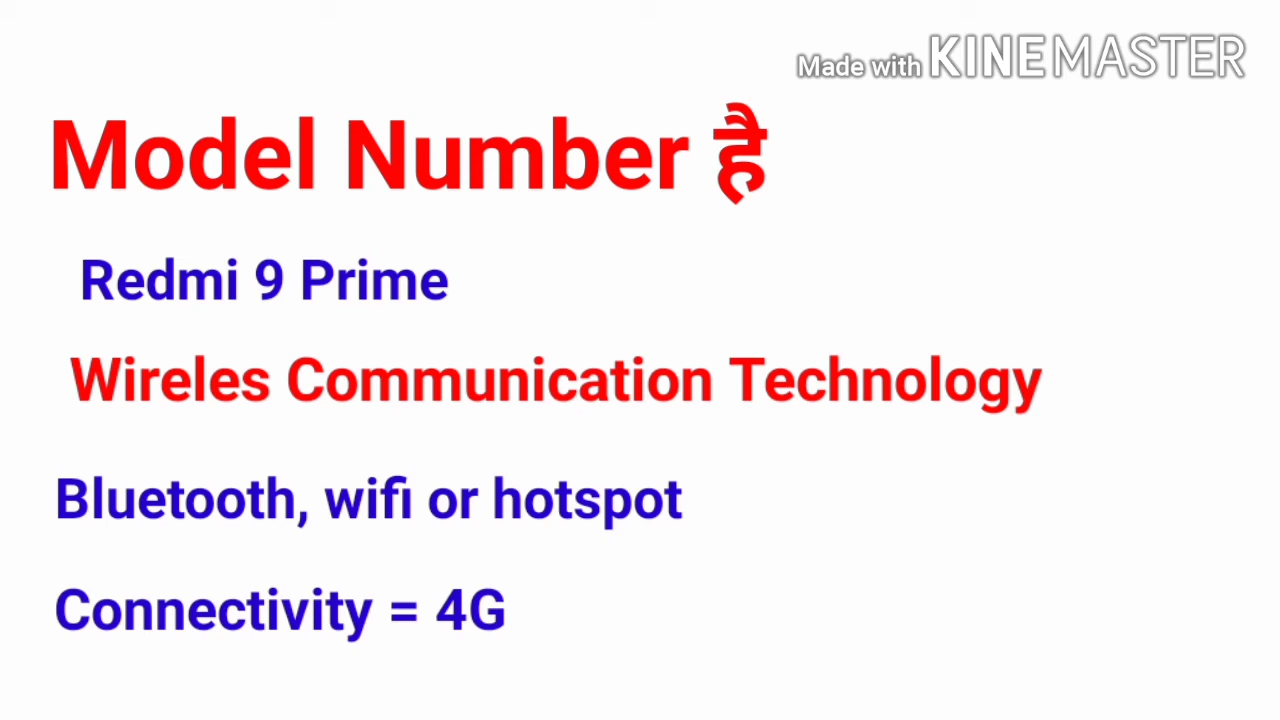 Made with KINEMASTER
Model Number है
Redmi 9 Prime
Wireles Communication Technology
Bluetooth, wifi or hotspot
Connectivity = 4G